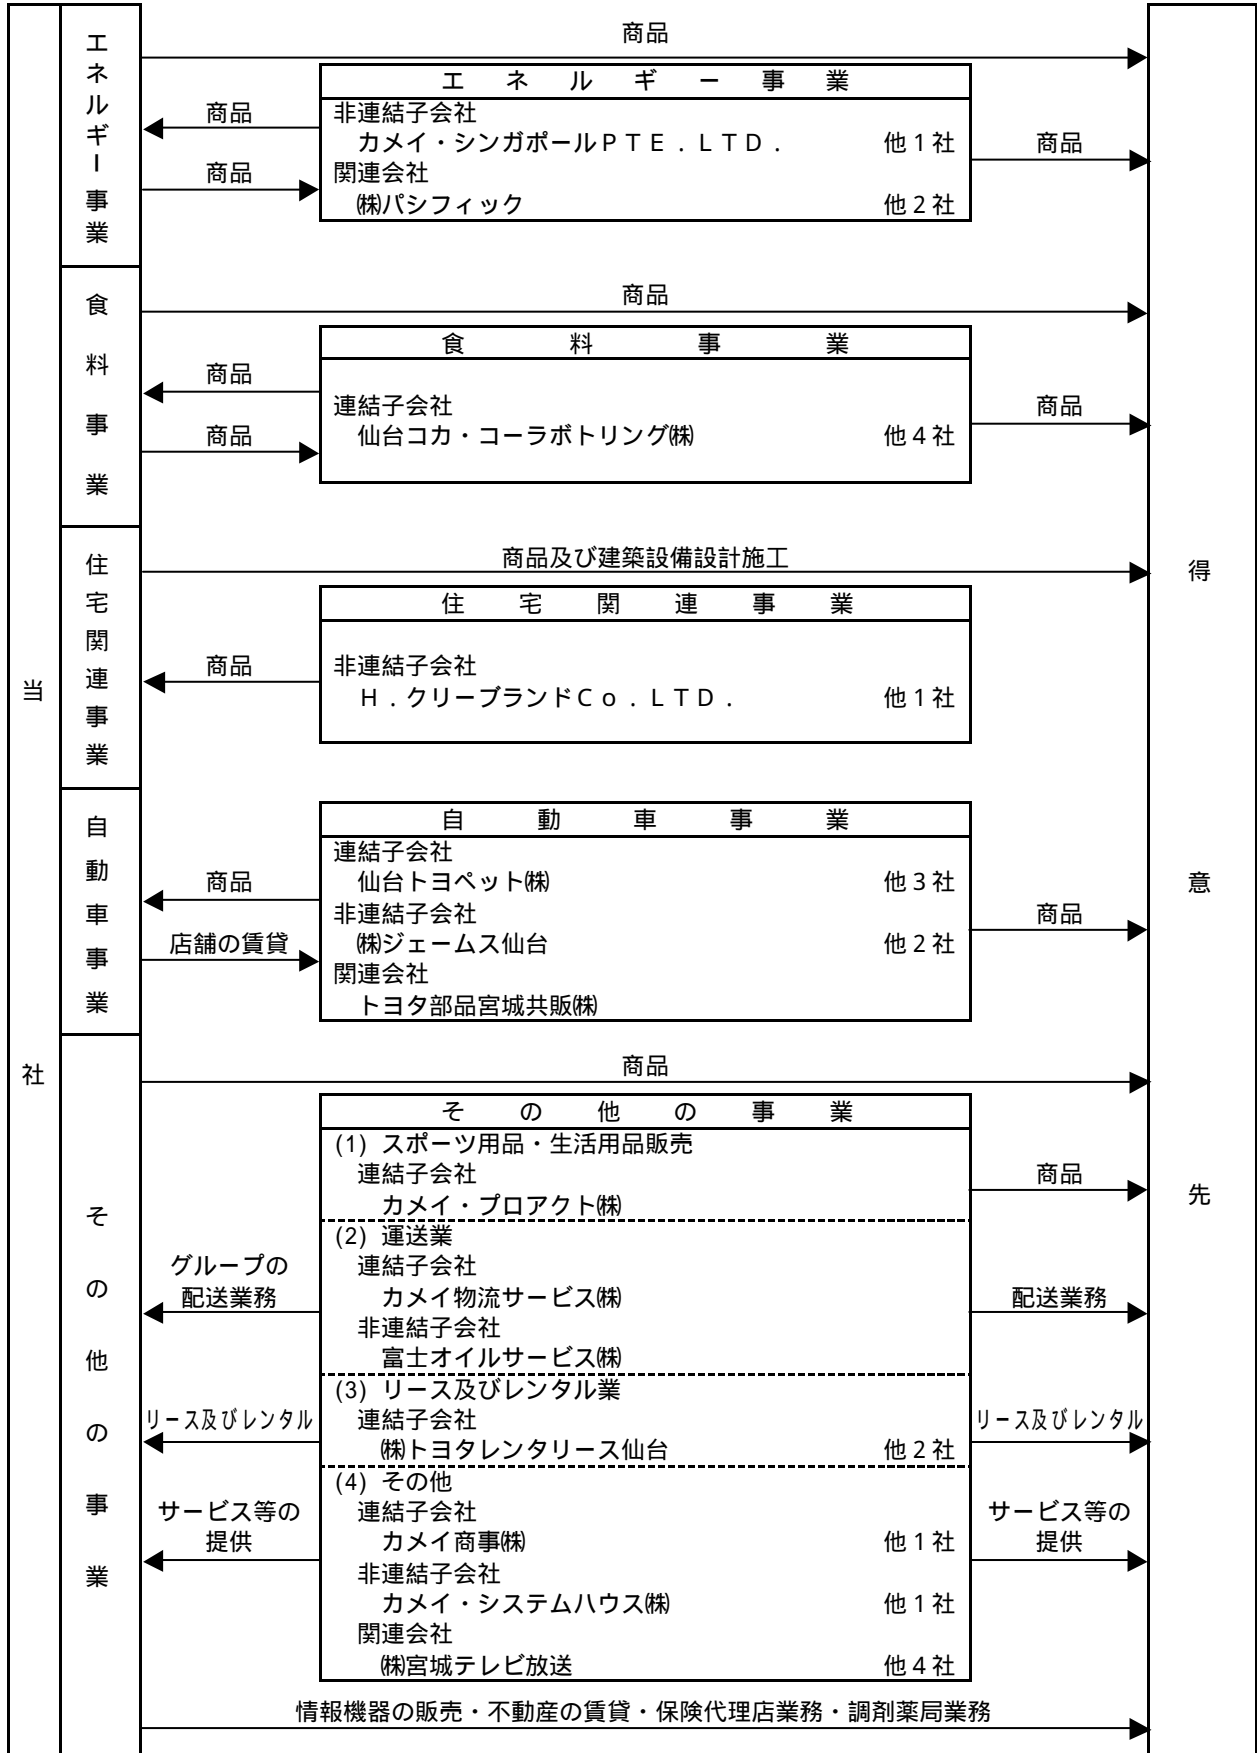 当社
エネルギー事業
商品
エネルギー事業
非連結子会社
カメイ・シンガポールＰＴＥ．ＬＴＤ． 他１社
関連会社
㈱パシフィック 他２社
商品
商品
商品
食料事業
商品
食料事業
連結子会社
仙台コカ・コーラボトリング㈱ 他４社
商品
商品
商品
住宅関連事業
商品及び建築設備設計施工
住宅関連事業
非連結子会社
Ｈ．クリーブランドＣｏ．ＬＴＤ． 他１社
商品
自動車事業
自動車事業
連結子会社
仙台トヨペット㈱ 他３社
非連結子会社
㈱ジェームス仙台 他２社
関連会社
トヨタ部品宮城共販㈱
商品
店舗の賃貸
商品
その他の事業
商品
その他の事業
(1) スポーツ用品・生活用品販売
連結子会社
カメイ・プロアクト㈱
商品
(2) 運送業
連結子会社
カメイ物流サービス㈱
非連結子会社
富士オイルサービス㈱
グループの
配送業務
配送業務
(3) リース及びレンタル業
連結子会社
㈱トヨタレンタリース仙台 他２社
リース及びレンタル
リース及びレンタル
(4) その他
連結子会社
カメイ商事㈱ 他１社
非連結子会社
カメイ・システムハウス㈱ 他１社
関連会社
㈱宮城テレビ放送 他４社
サービス等の
提供
サービス等の
提供
情報機器の販売・不動産の賃貸・保険代理店業務・調剤薬局業務
得意先